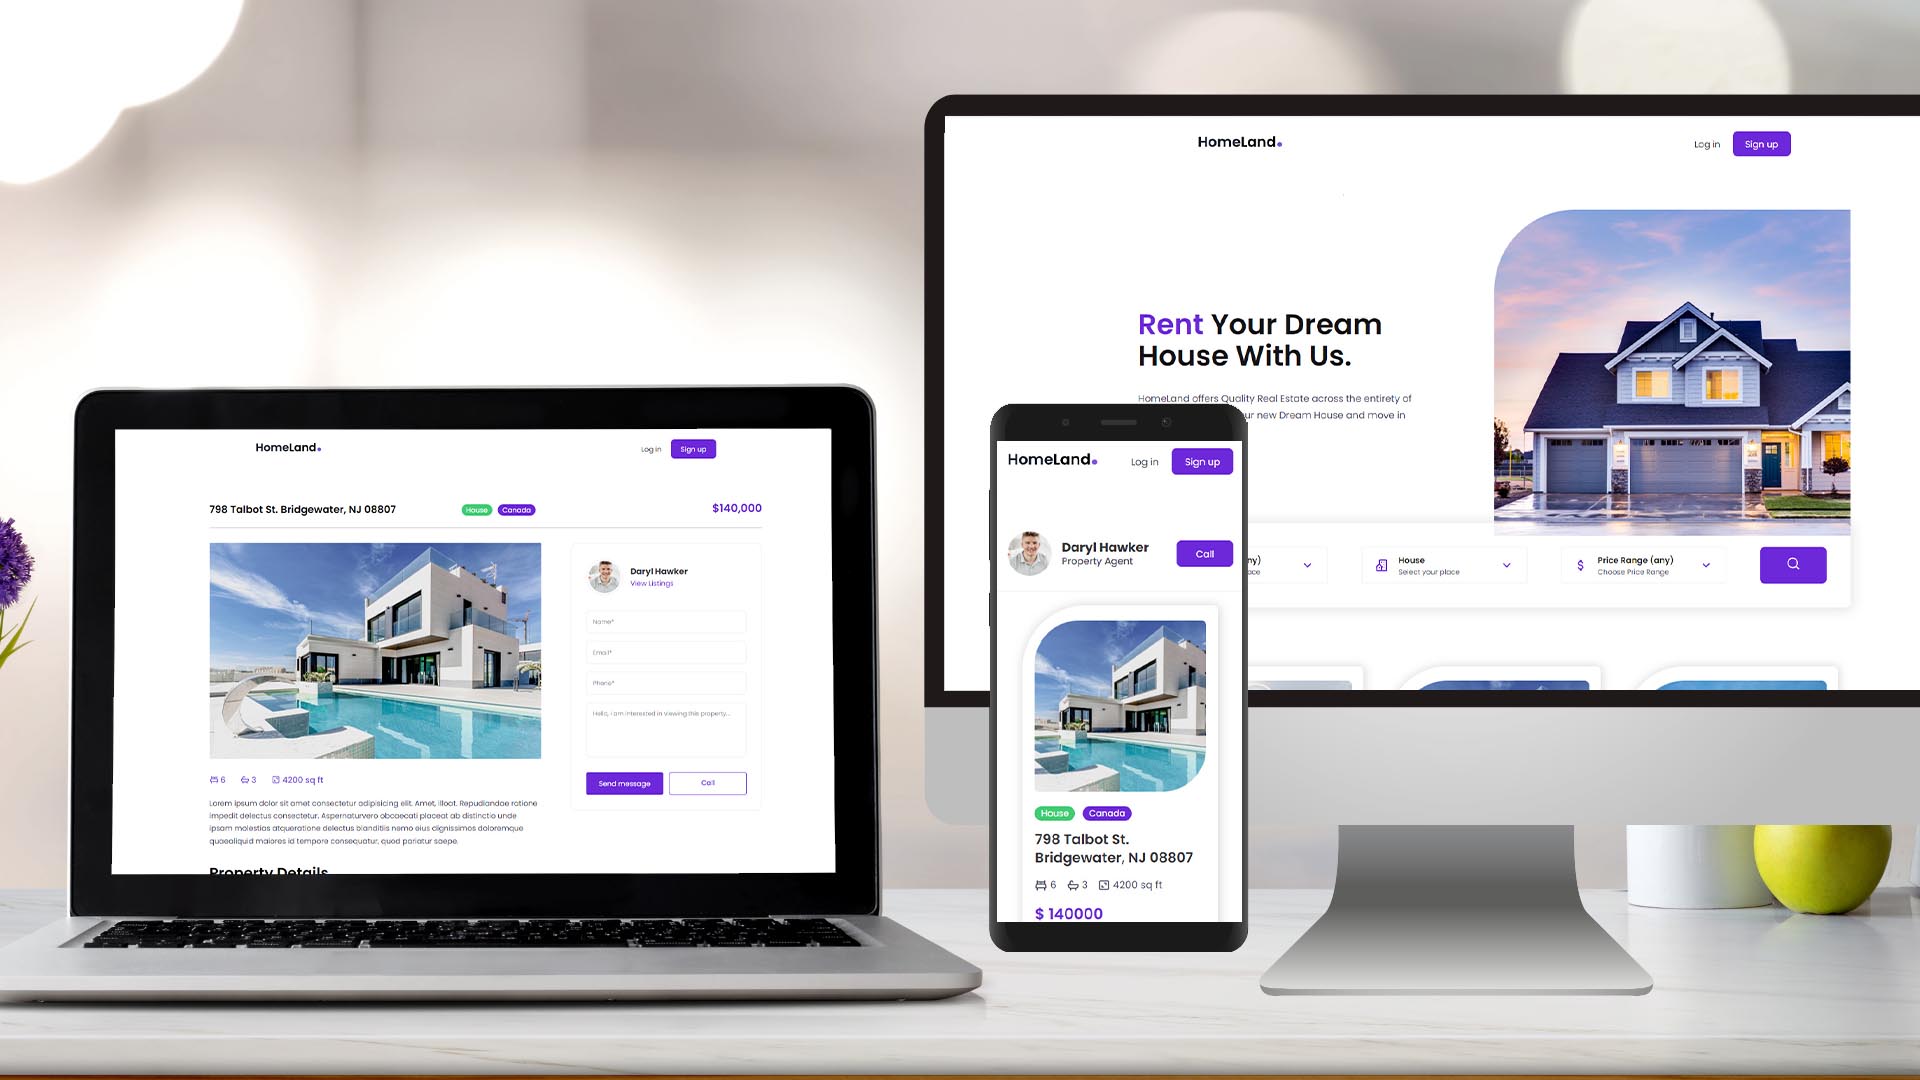 HomeLand.
Log in
Sign up
798 Talbot St. Bridgewater, NJ 08807
House
Canada
$140,000
Daryl Hawker
View Listings
Name*
Email*
Phone*
Hello, I am interested in viewing this property...
Send message
Call
6
3
4200 sq ft
Lorem ipsum dolor sit amet consectetur adipisicing elit. Amet, illoot. Repudiandae ratione
impedit delectus consectetur. Aspernaturvero obcaecati placeat ab distinctio unde
ipsam molestias atqueratione delectus blanditiis nemo eius dignissimos doloremque
quaealiquid maiores id tempore consequatur, quod pariatur saepe.
Property Details
HomeLand.
Log in
Sign up
Rent Your Dream
House With Us.
HomeLand offers Quality Real Estate across the entirety of
new Dream House and move in
House
Select your place
Price Range (any)
Choose Price Range
HomeLand.
Log in
Sign up
Daryl Hawker
Property Agent
Call
House
Canada
798 Talbot St.
Bridgewater, NJ 08807
6
3
4200 sq ft
$ 140000